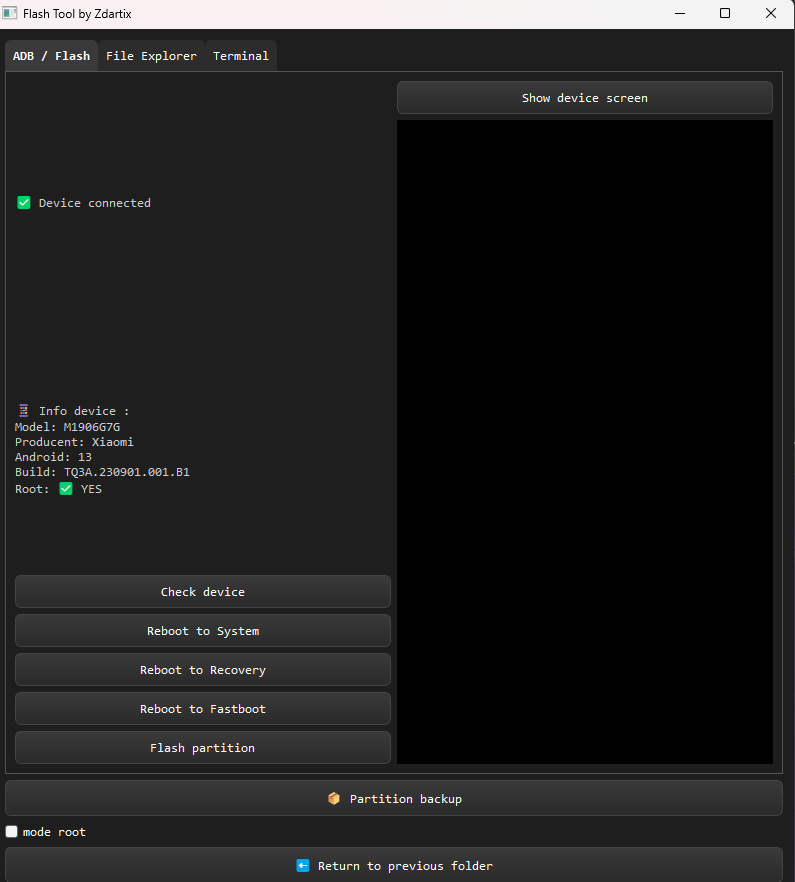 Flash Tool by Zdartix
ADB / Flash File Explorer Terminal
Show device screen
✅ Device connected
Info device :
Model: M1906G7G
Producent: Xiaomi
Android: 13
Build: TQ3A.230901.001.B1
Root: ✅ YES
Check device
Reboot to System
Reboot to Recovery
Reboot to Fastboot
Flash partition
📦 Partition backup
mode root
⬅️ Return to previous folder